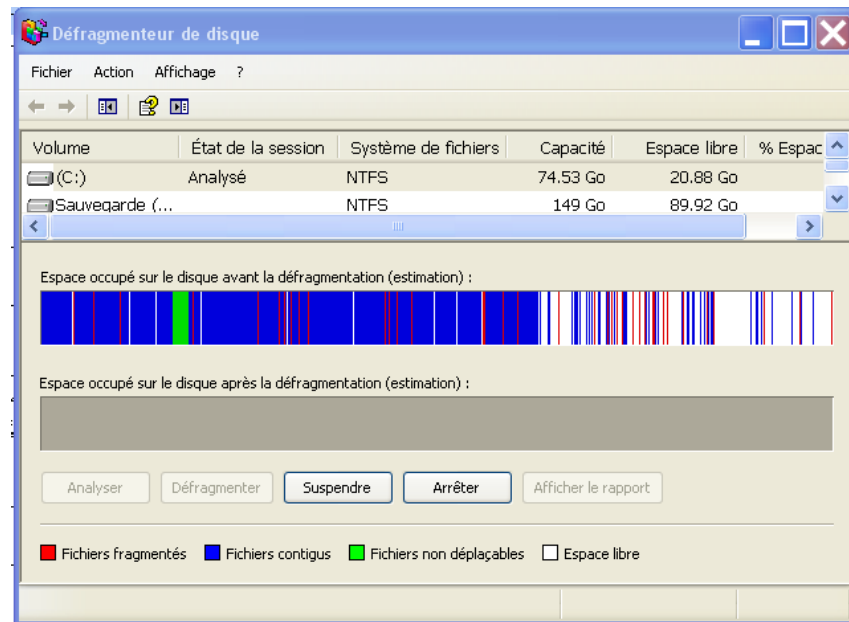 Défragmenteur de disque
Fichier Action Affichage ?
Volume État de la session Système de fichiers Capacité Espace libre % Espac
(C:) Analysé NTFS 74.53 Go 20.88 Go
Sauvegarde (... NTFS 149 Go 89.92 Go
Espace occupé sur le disque avant la défragmentation (estimation) :
Espace occupé sur le disque après la défragmentation (estimation) :
Analyser Défragmenter Suspendre Arrêter Afficher le rapport
Fichiers fragmentés Fichiers contigus Fichiers non déplaçables Espace libre